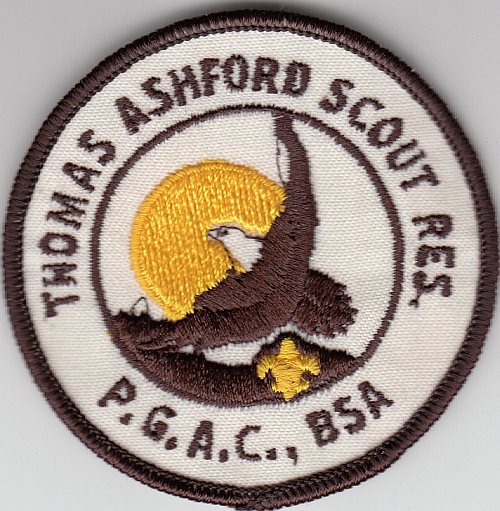 THOMAS ASHFORD SCOUT RES.
P.G.A.C., BSA